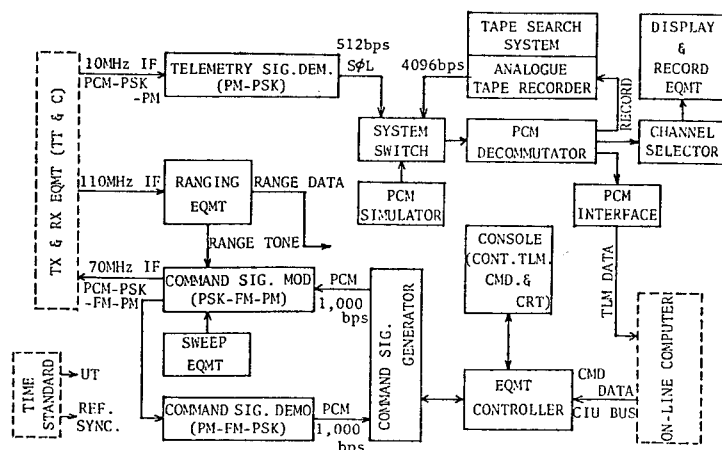 TX & RX EQMT (TT & C)
10MHz IF
PCM-PSK
-PM
TELEMETRY SIG.DEM.
(PM-PSK)
512bps
SφL
4096bps
TAPE SEARCH
SYSTEM
ANALOGUE
TAPE RECORDER
RECORD
DISPLAY
&
RECORD
EQMT
SYSTEM
SWITCH
PCM
DECOMMUTATOR
CHANNEL
SELECTOR
110MHz IF
RANGING
EQMT
RANGE DATA
RANGE TONE
PCM
SIMULATOR
PCM
INTERFACE
TLM DATA
70MHz IF
PCM-PSK
-FM-PM
COMMAND SIG. MOD
(PSK-FM-PM)
PCM
1,000
bps
COMMAND SIG.
GENERATOR
CONSOLE
(CONT.TLM.
CMD.&
CRT)
SWEEP
EQMT
TIME
STANDARD
UT
REF.
SYNC.
COMMAND SIG. DEMO
(PM-FM-PSK)
PCM
1,000
bps
EQMT
CONTROLLER
CMD
DATA
CIU BUS
ON-LINE COMPUTER